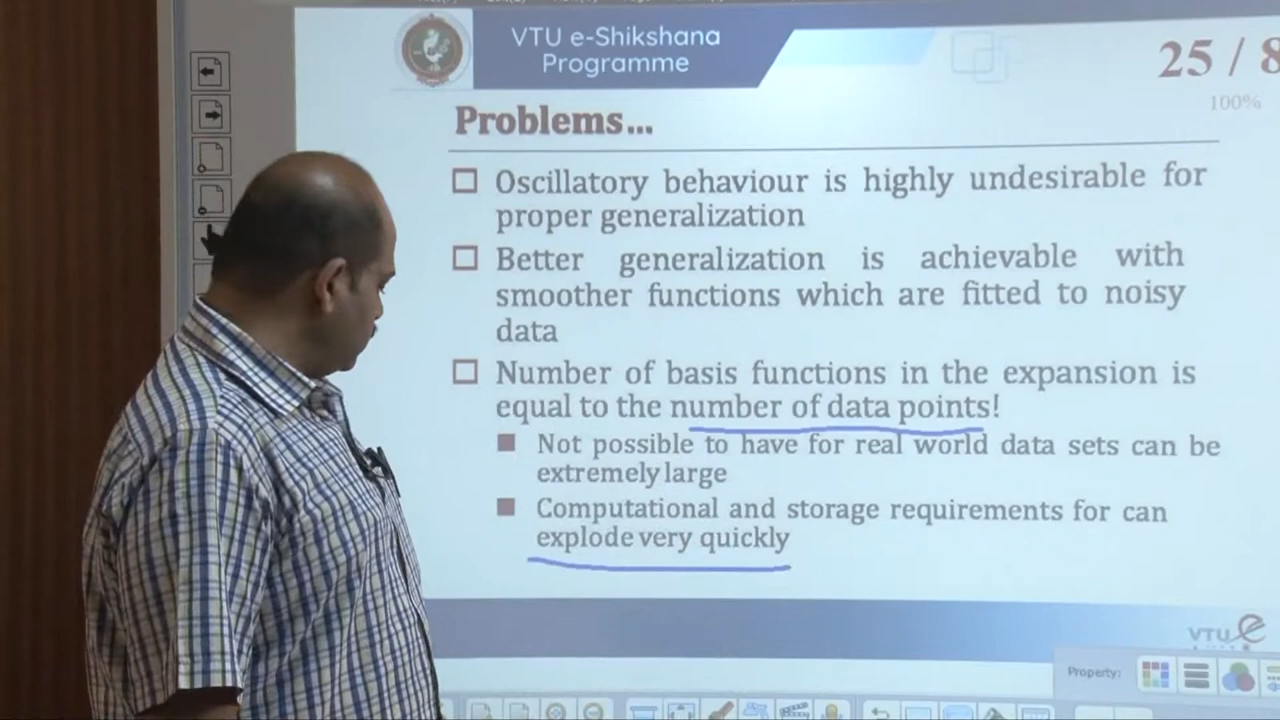 VTU e-Shikshana
Programme
25 / 8
100%
Problems...
Oscillatory behaviour is highly undesirable for
proper generalization
Better generalization is achievable with
smoother functions which are fitted to noisy
data
Number of basis functions in the expansion is
equal to the number of data points!
Not possible to have for real world data sets can be
extremely large
Computational and storage requirements for can
explode very quickly
VTU e
Property: